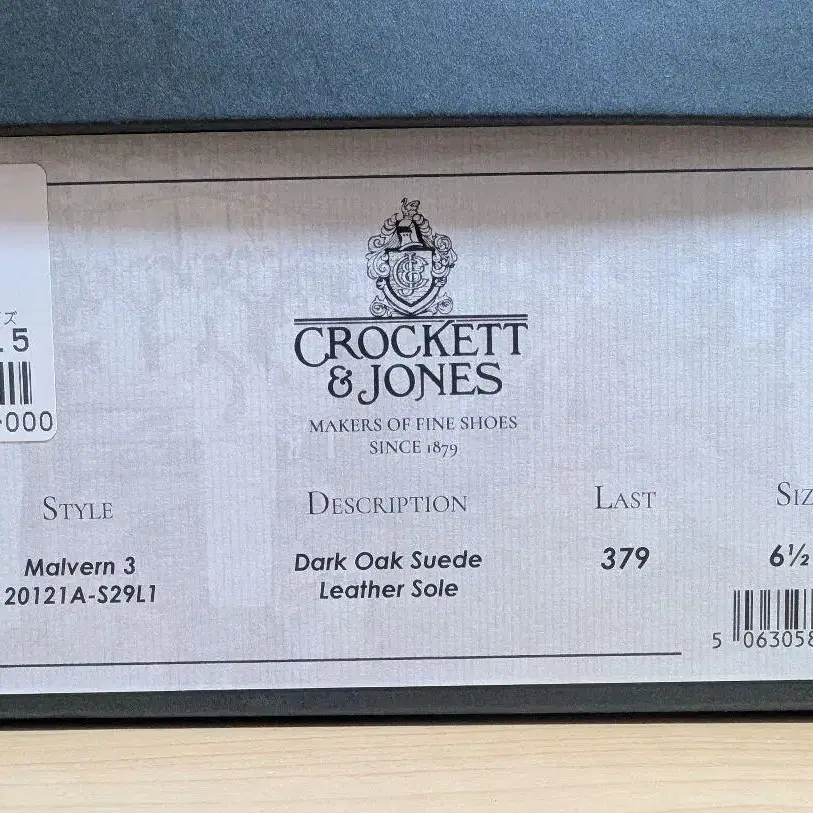 ズ
.5
000
CROCKETT
& JONES
MAKERS OF FINE SHOES
SINCE 1879
STYLE
DESCRIPTION
LAST
SIZ
Malvern 3
20121A-S29L1
Dark Oak Suede
Leather Sole
379
6½
5 063058